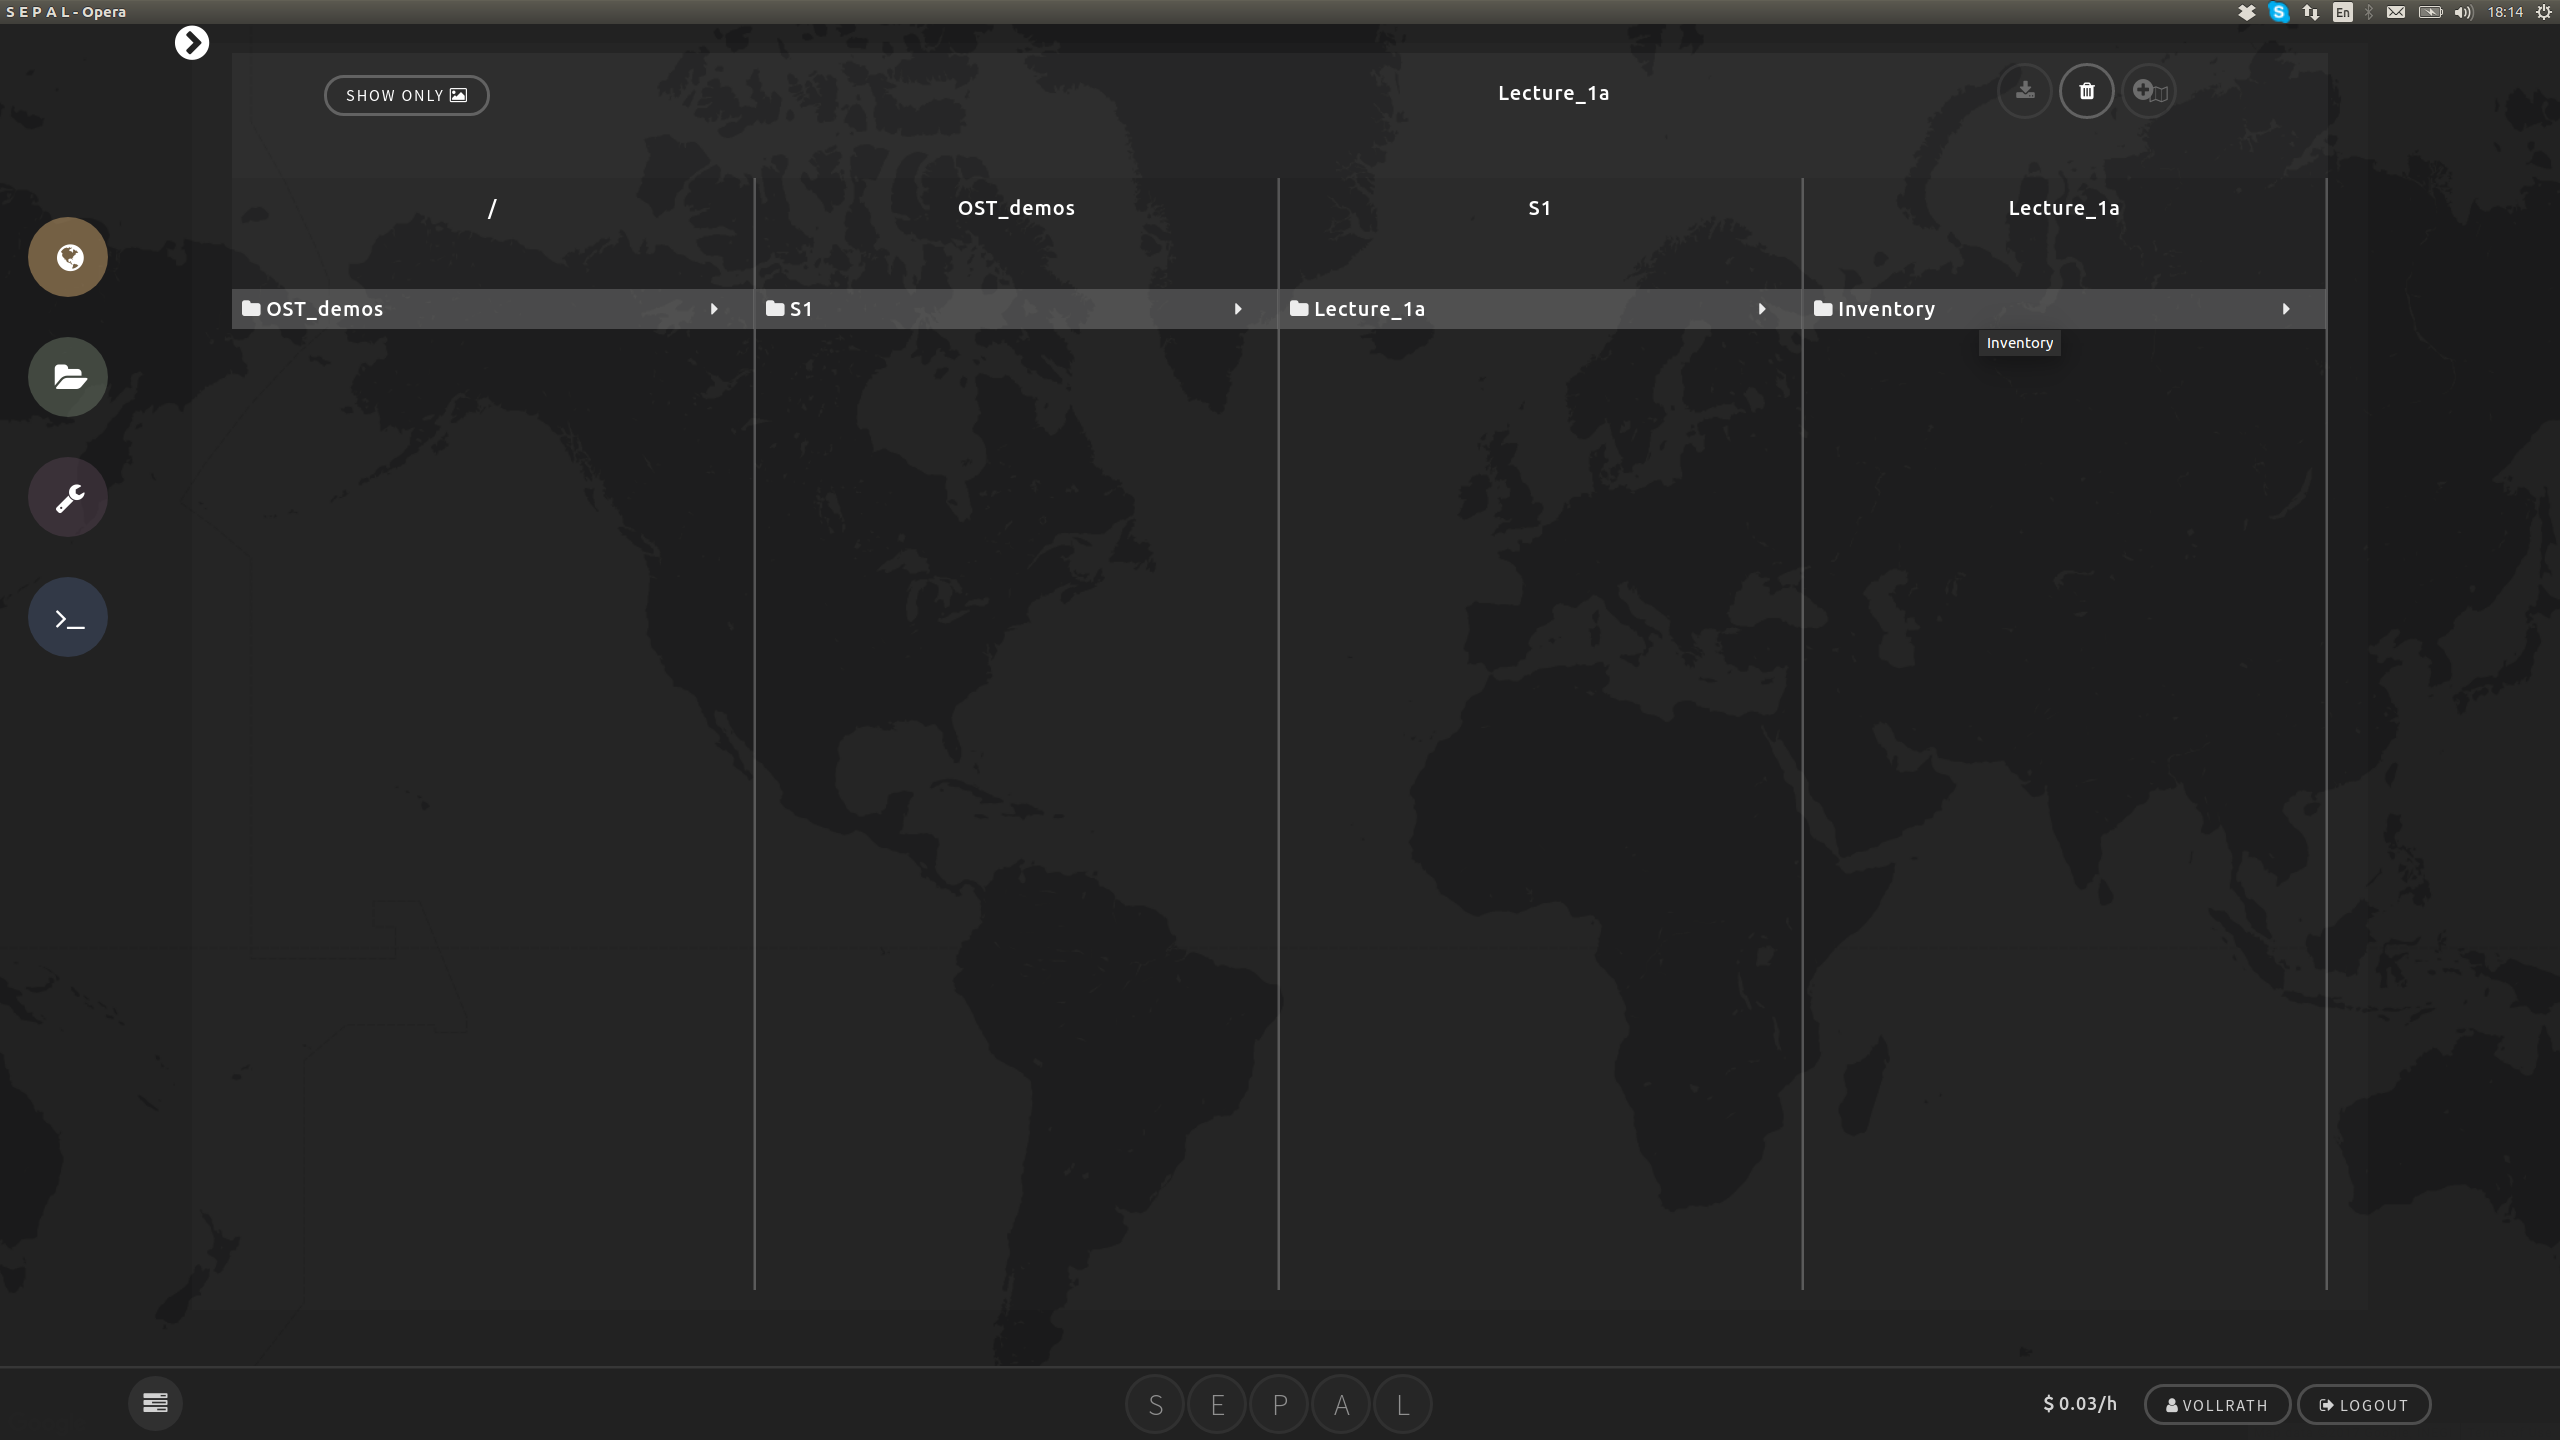 S E P A L - Opera
En
18:14
SHOW ONLY
Lecture_1a
/
OST_demos
S1
Lecture_1a
OST_demos
S1
Lecture_1a
Inventory
Inventory
S E P A L
$ 0.03/h
VOLLRATH
LOGOUT